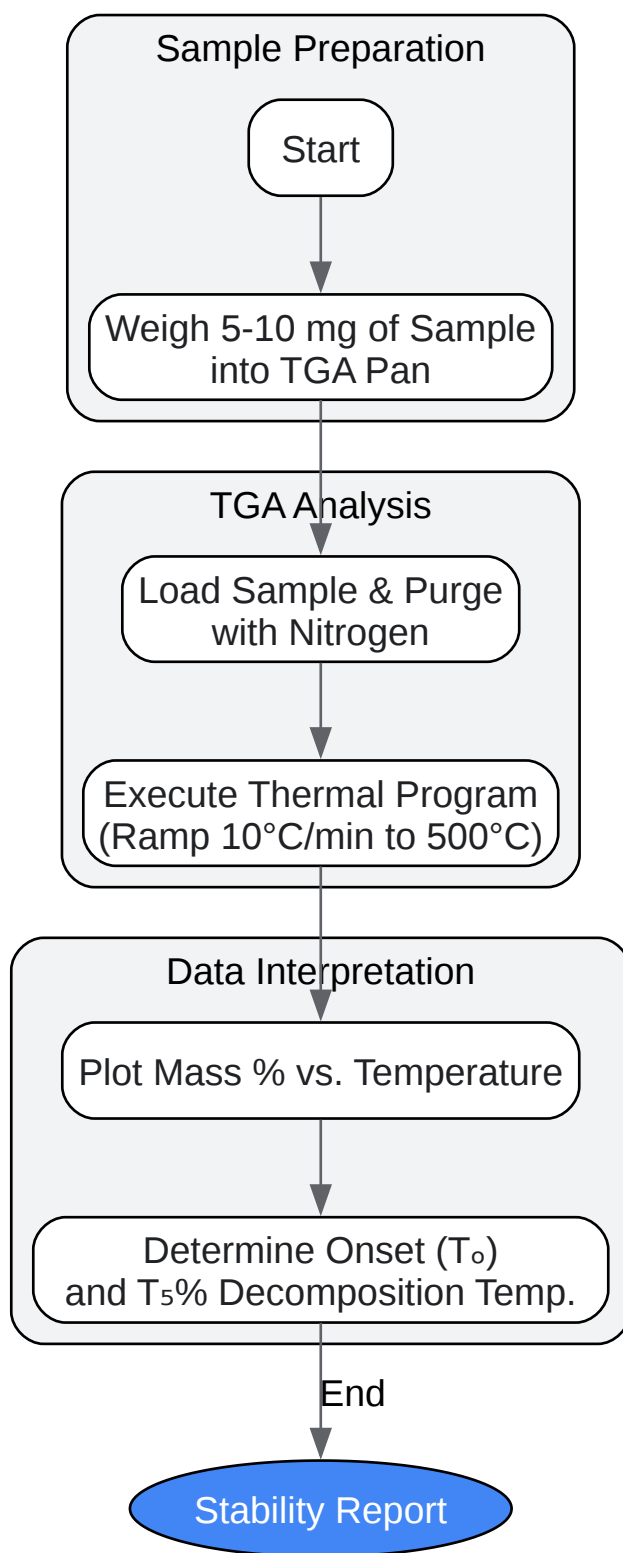 Sample Preparation
Start
Weigh 5-10 mg of Sample
into TGA Pan
TGA Analysis
Load Sample & Purge
with Nitrogen
Execute Thermal Program
(Ramp 10°C/min to 500°C)
Data Interpretation
Plot Mass % vs. Temperature
Determine Onset (Tₒ)
and T₅% Decomposition Temp.
End
Stability Report